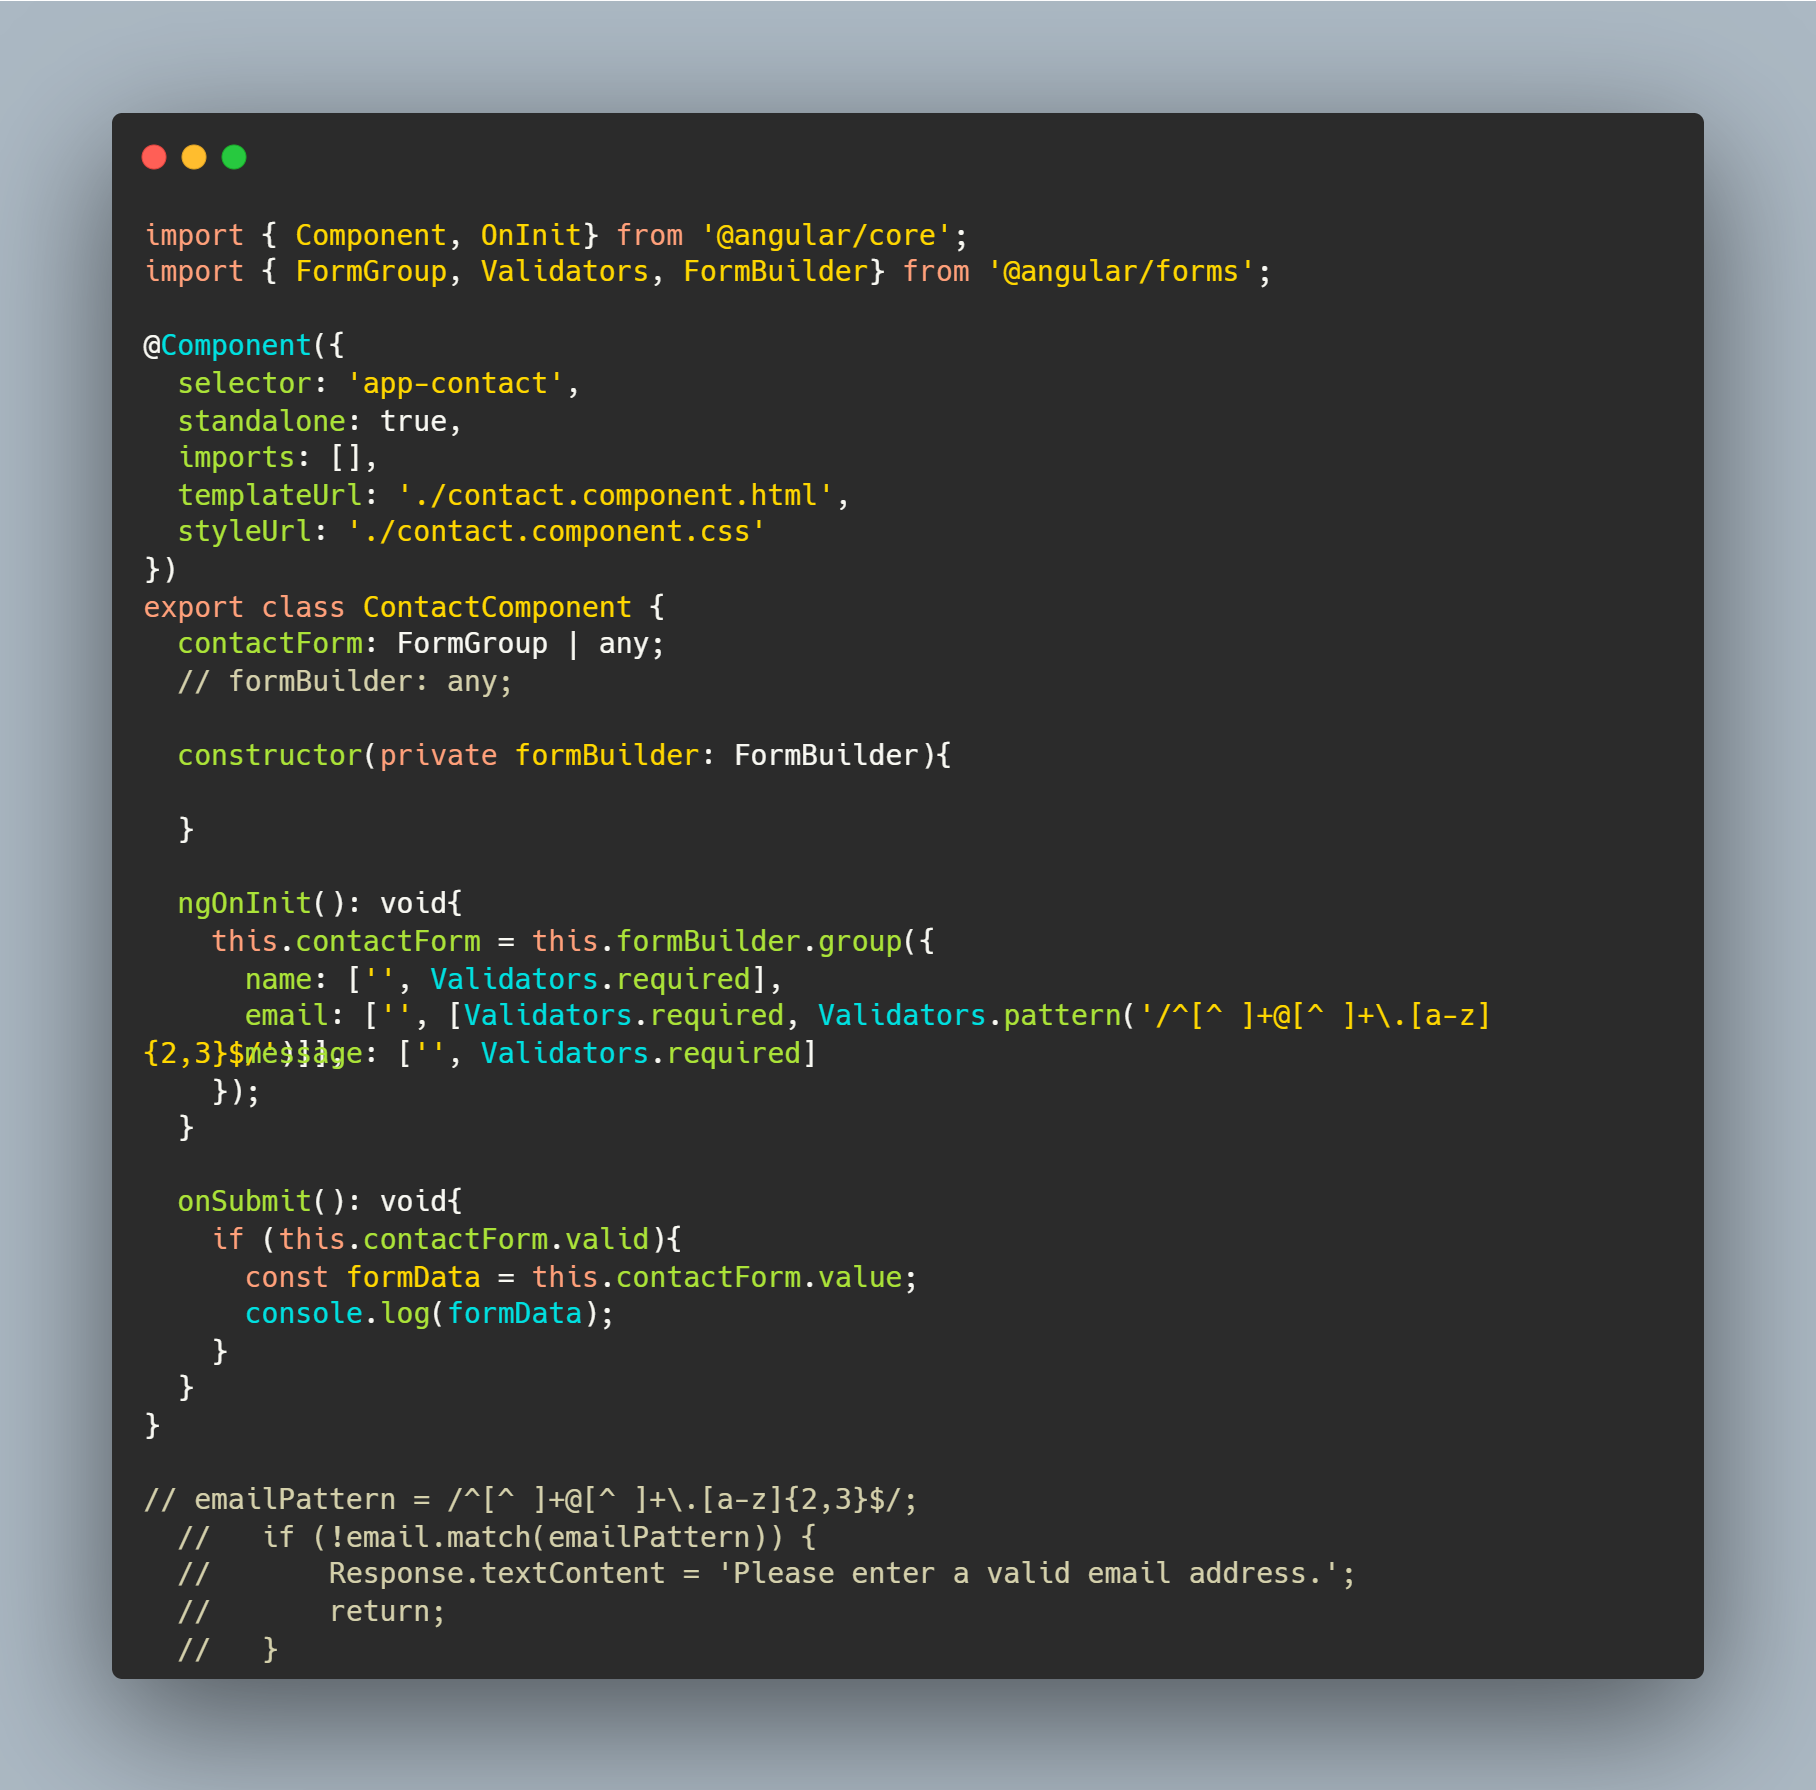 import { Component, OnInit} from '@angular/core';
import { FormGroup, Validators, FormBuilder} from '@angular/forms';
@Component({
  selector: 'app-contact',
  standalone: true,
  imports: [],
  templateUrl: './contact.component.html',
  styleUrl: './contact.component.css'
})
export class ContactComponent {
  contactForm: FormGroup | any;
  // formBuilder: any;
  constructor(private formBuilder: FormBuilder){
  }
  ngOnInit(): void{
    this.contactForm = this.formBuilder.group({
      name: ['', Validators.required],
      email: ['', [Validators.required, Validators.pattern('/^[^ ]+@[^ ]+\.[a-z]
{2,3}$/')]],
      message: ['', Validators.required]
    });
  }
  onSubmit(): void{
    if (this.contactForm.valid){
      const formData = this.contactForm.value;
      console.log(formData);
    }
  }
}
// emailPattern = /^[^ ]+@[^ ]+\.[a-z]{2,3}$/;
  //   if (!email.match(emailPattern)) {
  //       Response.textContent = 'Please enter a valid email address.';
  //       return;
  //   }